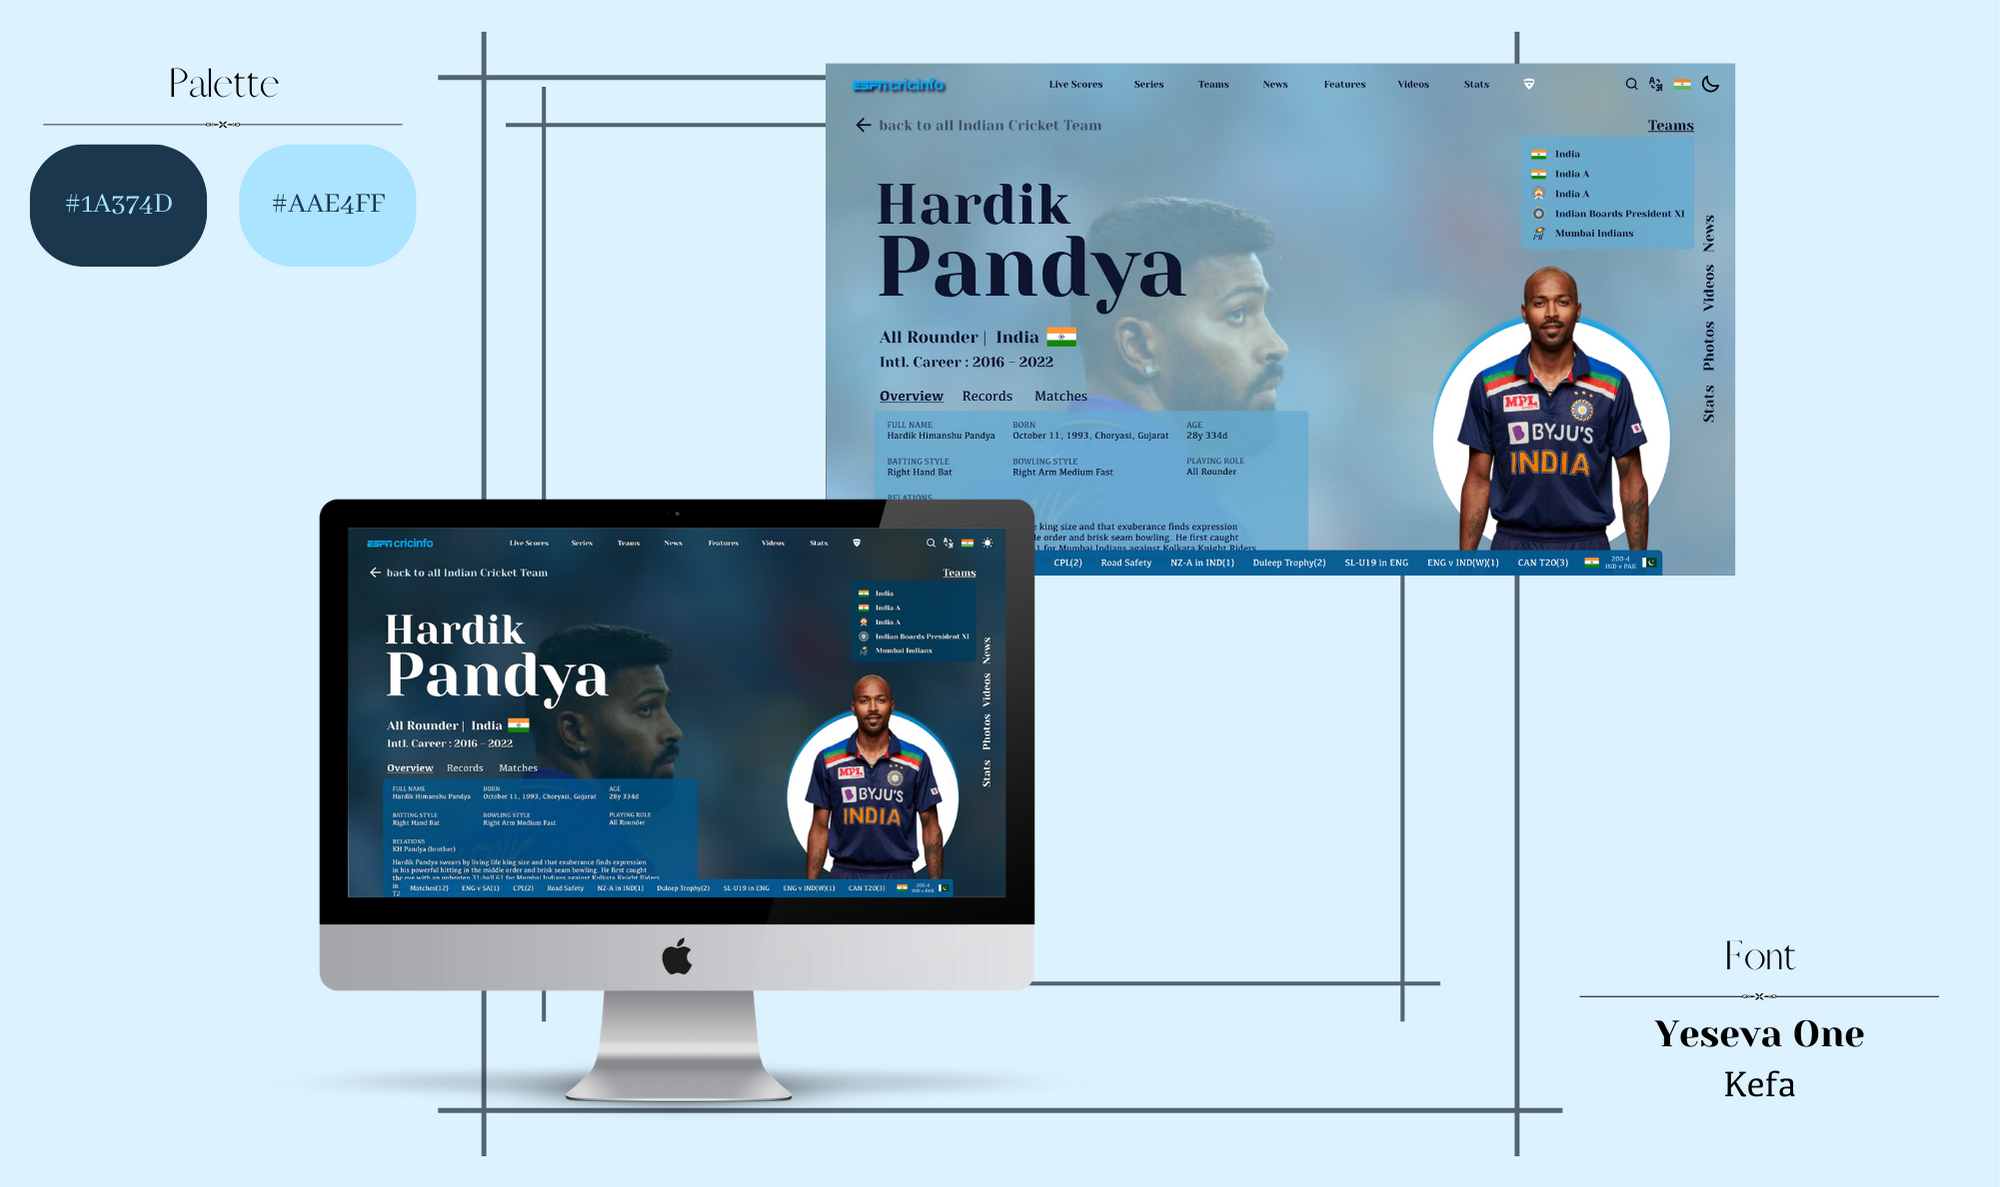 Palette
#1A374D
#AAE4FF
ESPN cricinfo
Live Scores Series Teams News Features Videos Stats
back to all Indian Cricket Team
Teams
India
India A
India A
Indian Boards President XI
Mumbai Indians
Hardik
Pandya
All Rounder | India
Intl. Career : 2016 - 2022
Overview Records Matches
FULL NAME BORN AGE
Hardik Himanshu Pandya October 11, 1993, Choryasi, Gujarat 28y 334d
BATTING STYLE BOWLING STYLE PLAYING ROLE
Right Hand Bat Right Arm Medium Fast All Rounder
RELATIONS
king size and that exuberance finds expression
le order and brisk seam bowling. He first caught
1 for Mumbai Indians against Kolkata Knight Riders
CPL(2) Road Safety NZ-A in IND(1) Duleep Trophy(2) SL-U19 in ENG ENG v IND(W)(1) CAN T20(3) 200-4
IND v PAK
Stats Photos Videos News
MPL
BYJU'S
INDIA
ESPN cricinfo
Live Scores Series Teams News Features Videos Stats
back to all Indian Cricket Team
Teams
India
India A
India A
Indian Boards President XI
Mumbai Indians
Hardik
Pandya
All Rounder | India
Intl. Career : 2016 - 2022
Overview Records Matches
FULL NAME BORN AGE
Hardik Himanshu Pandya October 11, 1993, Choryasi, Gujarat 28y 334d
BATTING STYLE BOWLING STYLE PLAYING ROLE
Right Hand Bat Right Arm Medium Fast All Rounder
RELATIONS
KH Pandya (brother)
Hardik Pandya swears by living life king size and that exuberance finds expression
in his powerful hitting in the middle order and brisk seam bowling. He first caught
the eye with an unbeaten 31-ball 61 for Mumbai Indians against Kolkata Knight Riders
in
T2
Matches(12) ENG v SA(1) CPL(2) Road Safety NZ-A in IND(1) Duleep Trophy(2) SL-U19 in ENG ENG v IND(W)(1) CAN T20(3) 200-4
IND v PAK
Stats Photos Videos News
MPL
BYJU'S
INDIA
Font
Yeseva One
Kefa